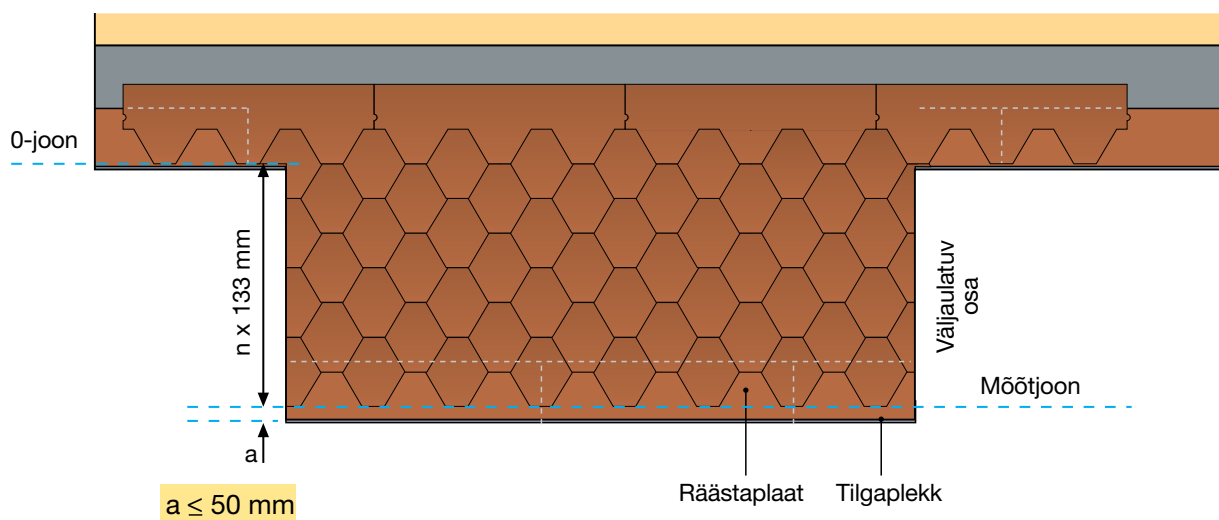 0-joon
n x 133 mm
Väljaulatuv
osa
Mõõtjoon
a
a ≤ 50 mm
Räästaplaat
Tilgaplekk